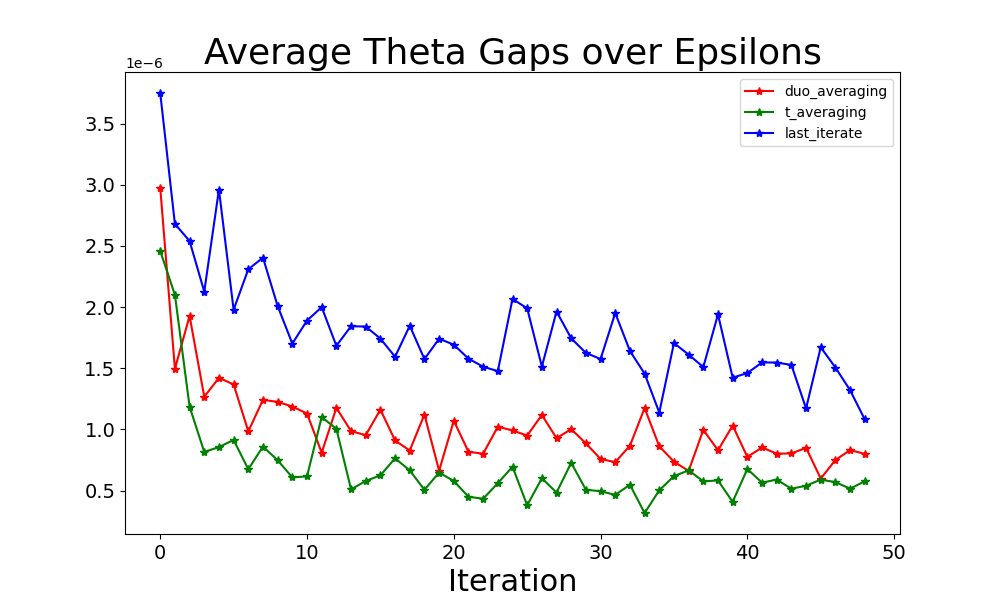 Average Theta Gaps over Epsilons
1e−6
duo_averaging
t_averaging
last_iterate
3.5
3.0
2.5
2.0
1.5
1.0
0.5
0 10 20 30 40 50
Iteration